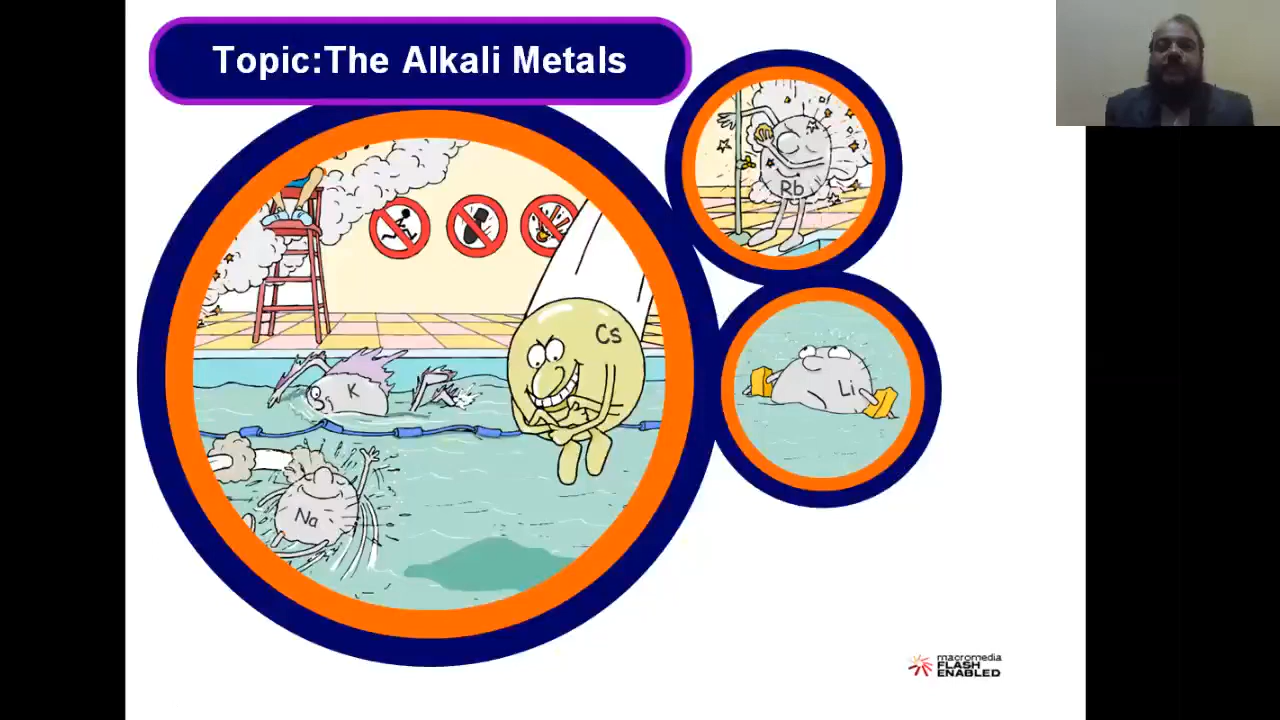 Topic:The Alkali Metals
Rb
Cs
K
Li
Na
macromedia
FLASH
ENABLED